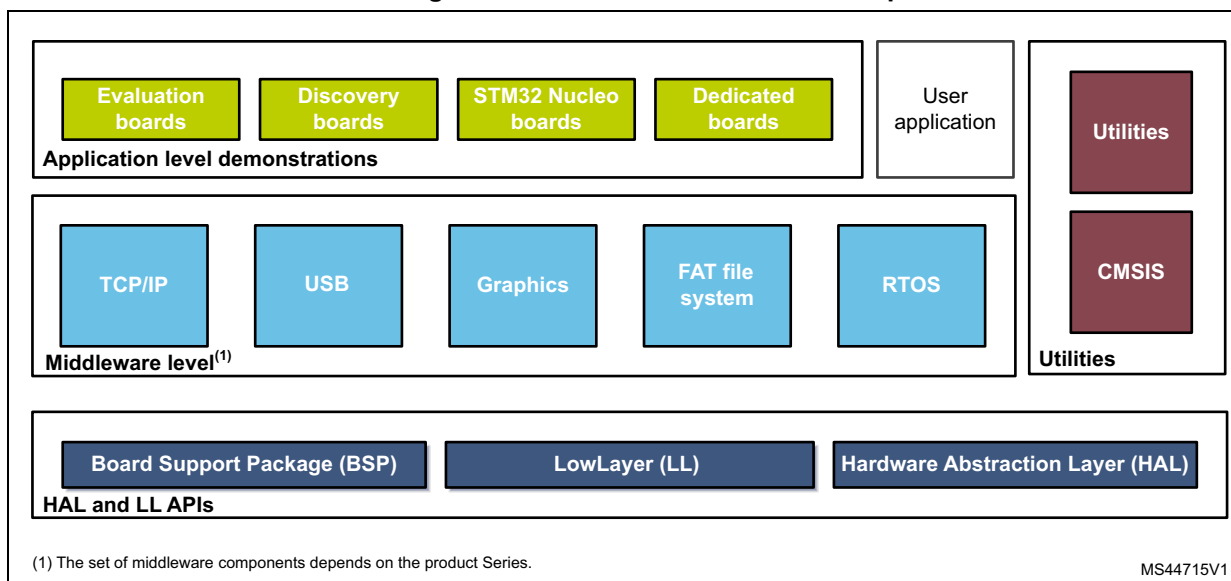 Evaluation
boards
Discovery
boards
STM32 Nucleo
boards
Dedicated
boards
Application level demonstrations
User
application
Utilities
CMSIS
Utilities
TCP/IP
USB
Graphics
FAT file
system
RTOS
Middleware level(1)
Board Support Package (BSP)
LowLayer (LL)
Hardware Abstraction Layer (HAL)
HAL and LL APIs
(1) The set of middleware components depends on the product Series.
MS44715V1